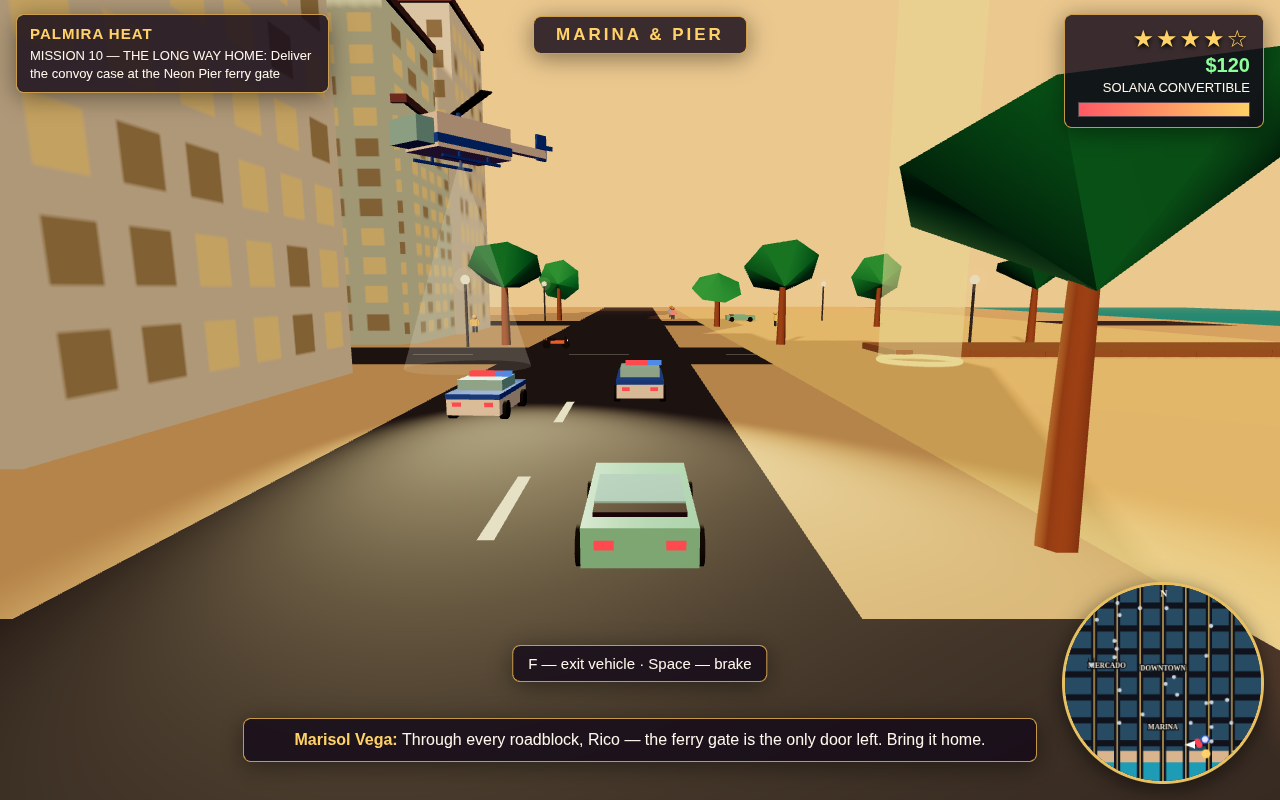 PALMIRA HEAT
MISSION 10 — THE LONG WAY HOME: Deliver
the convoy case at the Neon Pier ferry gate
MARINA & PIER
★★★★☆
$120
SOLANA CONVERTIBLE
N
MERCADO
DOWNTOWN
MARINA
F — exit vehicle · Space — brake
Marisol Vega: Through every roadblock, Rico — the ferry gate is the only door left. Bring it home.